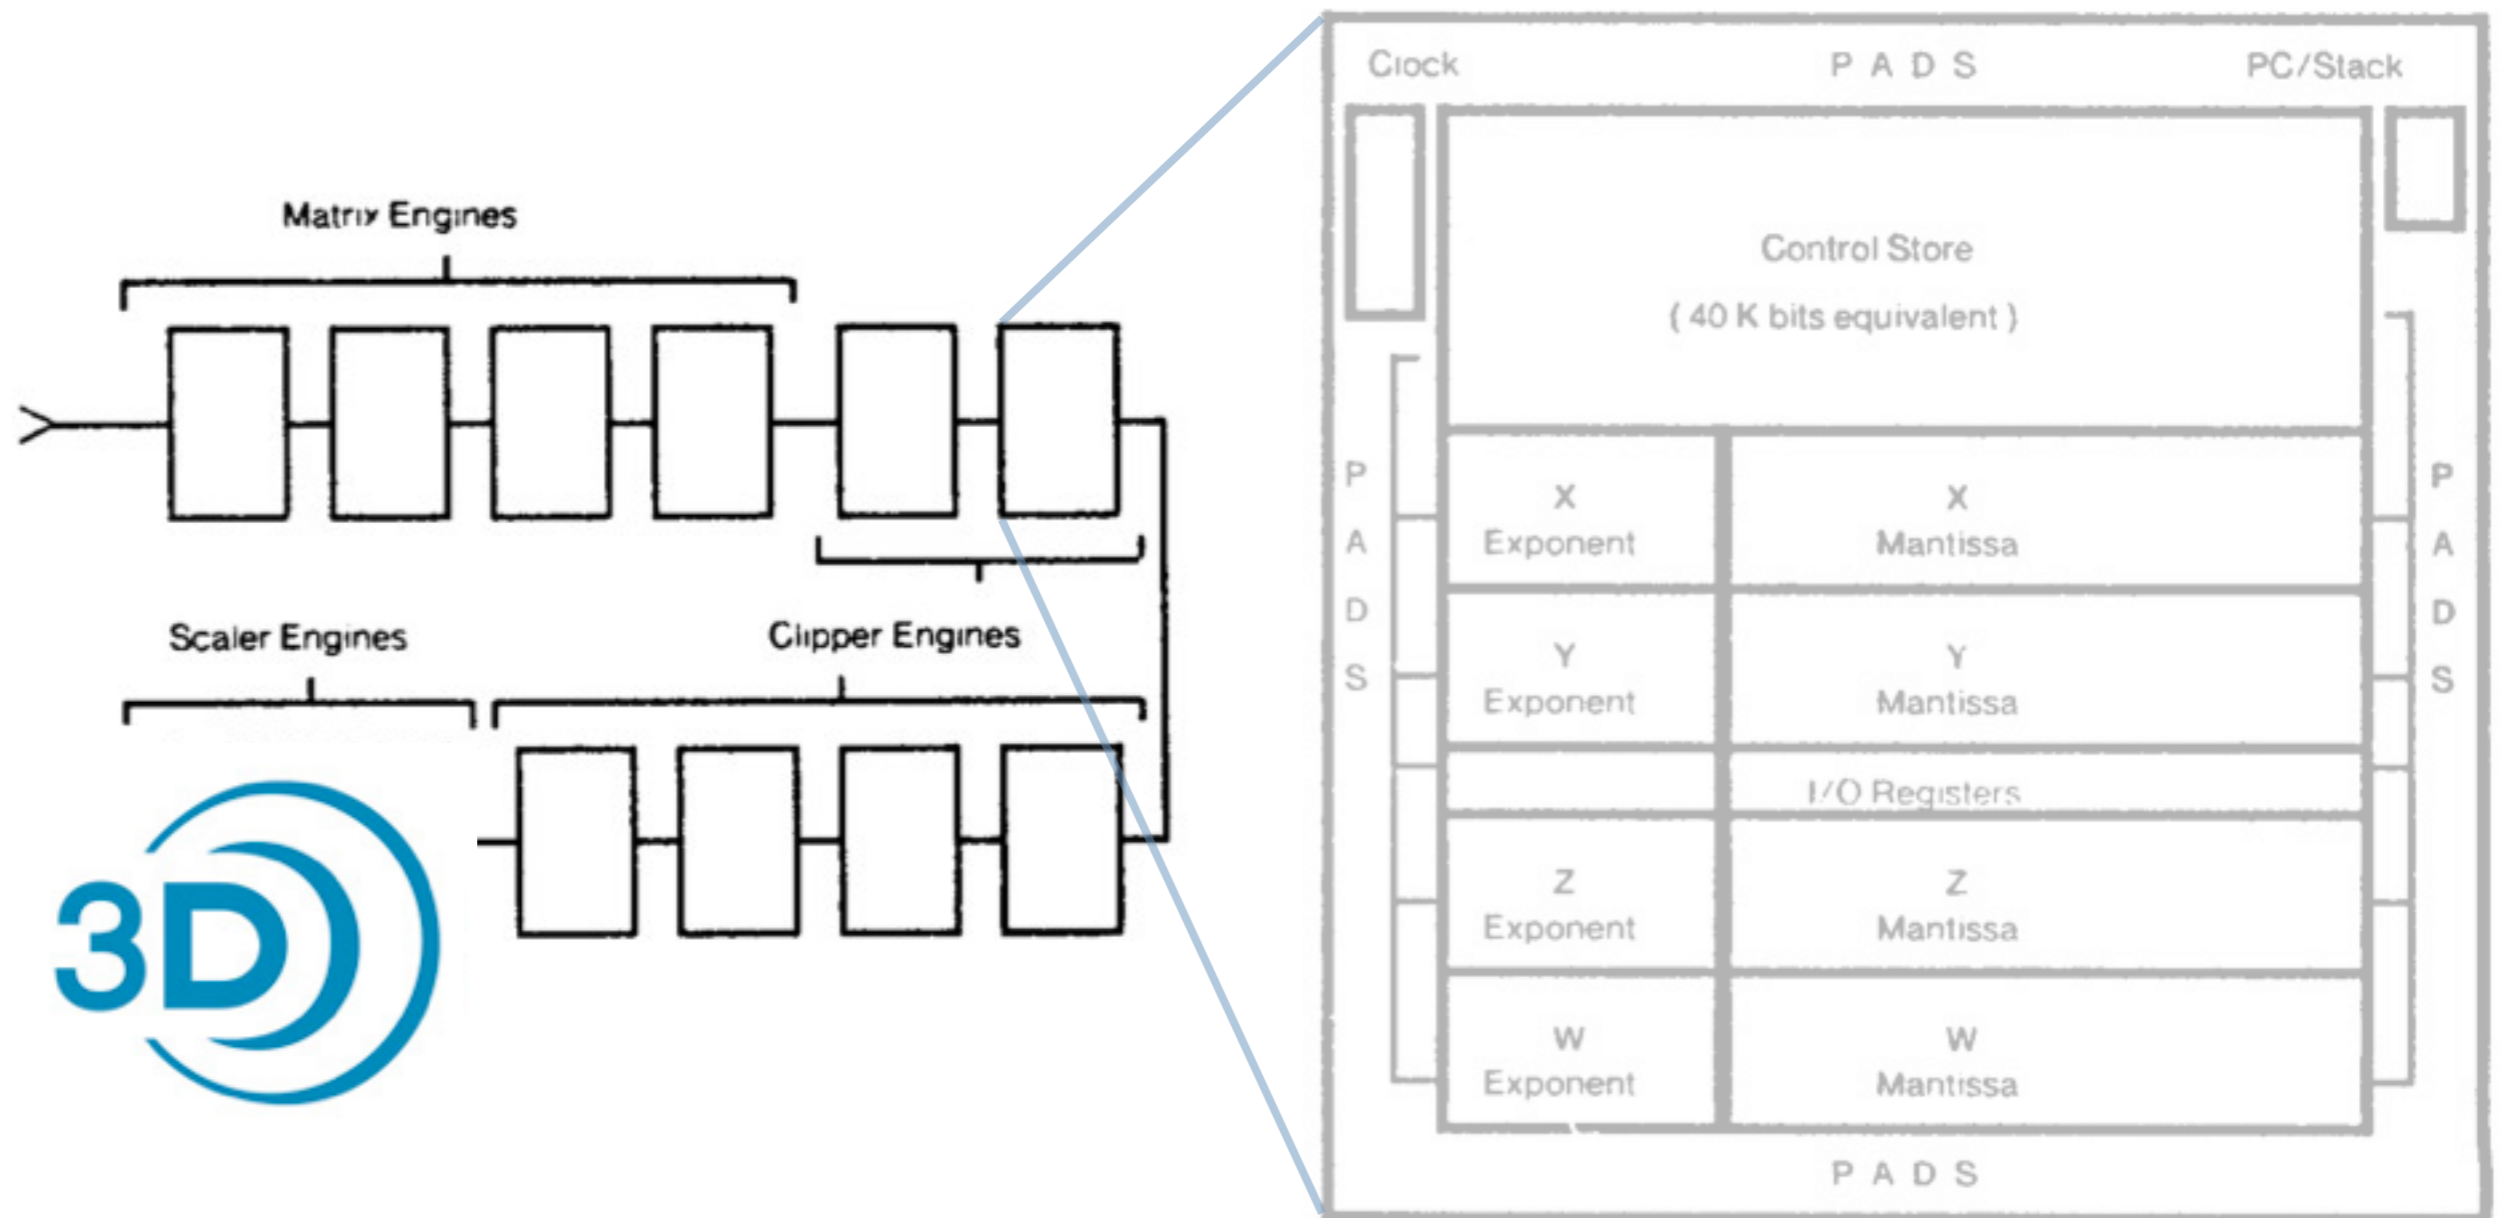 Matrix Engines
Scaler Engines
Clipper Engines
3D
Clock
P A D S
PC/Stack
Control Store
( 40 K bits equivalent )
P A D S
X
Exponent
X
Mantissa
Y
Exponent
Y
Mantissa
I/O Registers
Z
Exponent
Z
Mantissa
W
Exponent
W
Mantissa
P A D S
P A D S